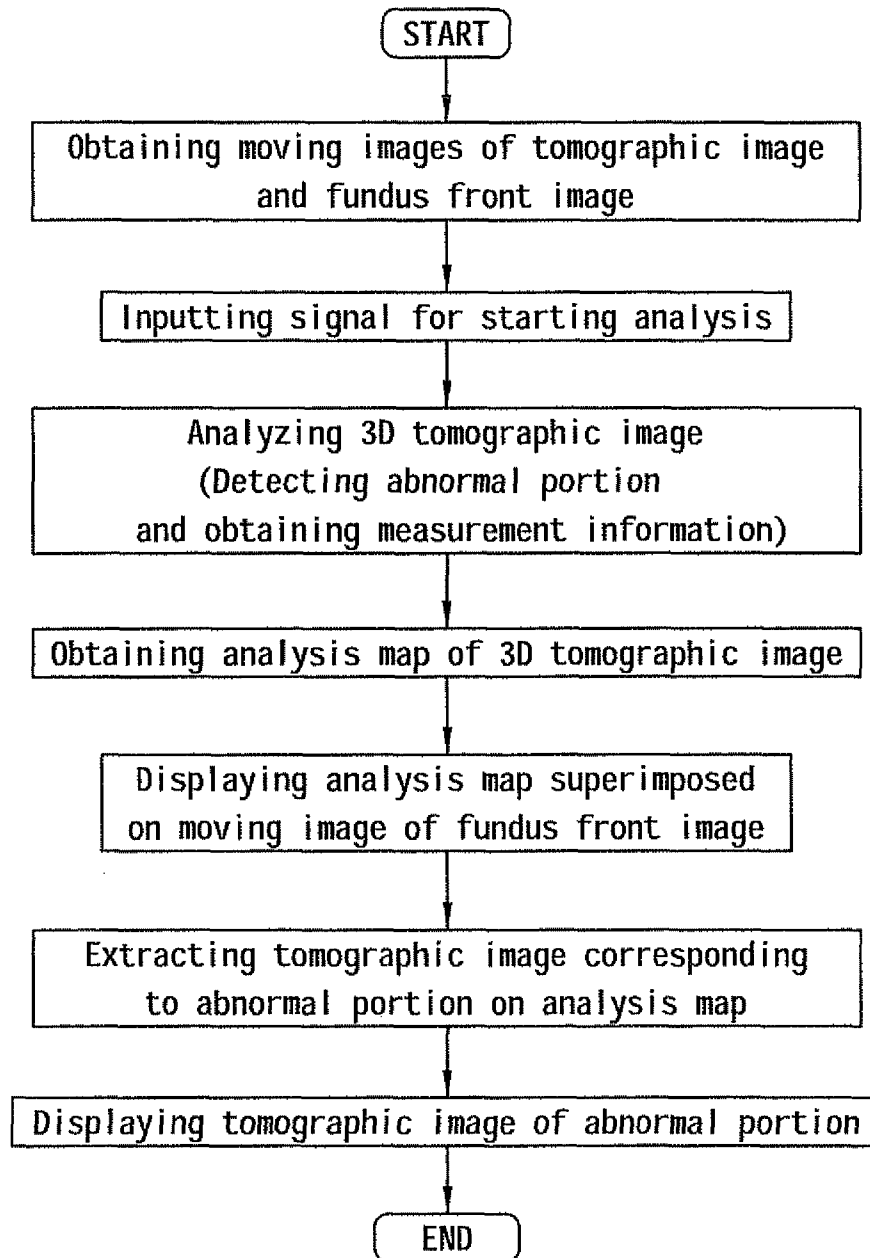 START
Obtaining moving images of tomographic image
and fundus front image
Inputting signal for starting analysis
Analyzing 3D tomographic image
(Detecting abnormal portion
and obtaining measurement information)
Obtaining analysis map of 3D tomographic image
Displaying analysis map superimposed
on moving image of fundus front image
Extracting tomographic image corresponding
to abnormal portion on analysis map
Displaying tomographic image of abnormal portion
END